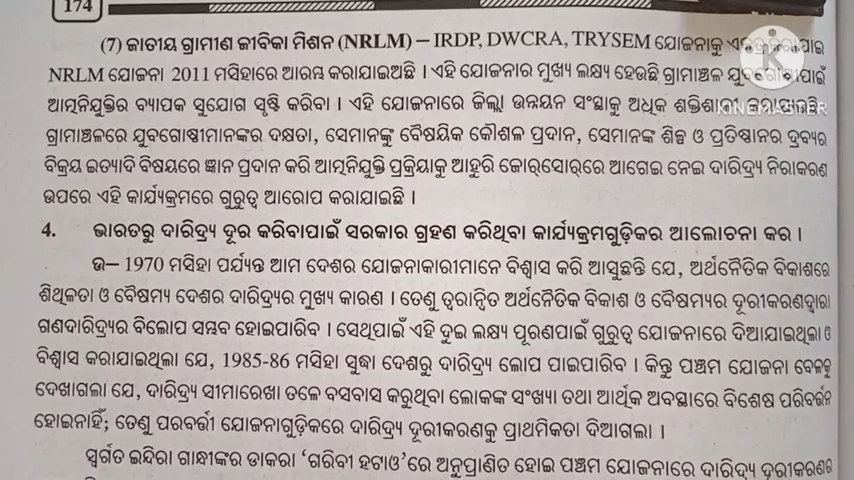 174
(7) ଜାତୀୟ ଗ୍ରାମୀଣ ଜୀବିକା ମିଶନ (NRLM) – IRDP, DWCRA, TRYSEM ଯୋଜନାକୁ
NRLM ଯୋଜନା 2011 ମସିହାରେ ଆରମ୍ଭ କରାଯାଇଅଛି । ଏହି ଯୋଜନାର ମୁଖ୍ୟ ଲକ୍ଷ୍ୟ ହେଉଛି ଗ୍ରାମାଞ୍ଚଳ ଯୁବଗୋଷ୍ଠୀପାଇଁ
ଆତ୍ମନିଯୁକ୍ତିର ବ୍ୟାପକ ସୁଯୋଗ ସୃଷ୍ଟି କରିବା । ଏହି ଯୋଜନାରେ ଜିଲ୍ଲା ଉନ୍ନୟନ ସଂସ୍ଥାକୁ ଅଧିକ ଶକ୍ତିଶାଳୀ
KINEMASTER
ଗ୍ରାମାଞ୍ଚଳରେ ଯୁବଗୋଷ୍ଠୀମାନଙ୍କର ଦକ୍ଷତା, ସେମାନଙ୍କୁ ବୈଷୟିକ କୌଶଳ ପ୍ରଦାନ, ସେମାନଙ୍କ ଶିଳ୍ପ ଓ ପ୍ରତିଷ୍ଠାନର ଦ୍ରବ୍ୟର
ବିକ୍ରୟ ଇତ୍ୟାଦି ବିଷୟରେ ଜ୍ଞାନ ପ୍ରଦାନ କରି ଆତ୍ମନିଯୁକ୍ତି ପ୍ରକ୍ରିୟାକୁ ଆହୁରି ଜୋର୍‌ସୋର୍‌ରେ ଆଗେଇ ନେଇ ଦାରିଦ୍ର୍ୟ ନିରାକରଣ
ଉପରେ ଏହି କାର୍ଯ୍ୟକ୍ରମରେ ଗୁରୁତ୍ୱ ଆରୋପ କରାଯାଇଛି ।
4. ଭାରତରୁ ଦାରିଦ୍ର୍ୟ ଦୂର କରିବାପାଇଁ ସରକାର ଗ୍ରହଣ କରିଥିବା କାର୍ଯ୍ୟକ୍ରମଗୁଡ଼ିକର ଆଲୋଚନା କର ।
ଉ– 1970 ମସିହା ପର୍ଯ୍ୟନ୍ତ ଆମ ଦେଶର ଯୋଜନାକାରୀମାନେ ବିଶ୍ୱାସ କରି ଆସୁଛନ୍ତି ଯେ, ଅର୍ଥନୈତିକ ବିକାଶରେ
ଶିଥିଳତା ଓ ବୈଷମ୍ୟ ଦେଶର ଦାରିଦ୍ର୍ୟର ମୁଖ୍ୟ କାରଣ । ତେଣୁ ତ୍ୱରାନ୍ୱିତ ଅର୍ଥନୈତିକ ବିକାଶ ଓ ବୈଷମ୍ୟର ଦୂରୀକରଣଦ୍ୱାରା
ଗଣଦାରିଦ୍ର୍ୟର ବିଲୋପ ସମ୍ଭବ ହୋଇପାରିବ । ସେଥିପାଇଁ ଏହି ଦୁଇ ଲକ୍ଷ୍ୟ ପୂରଣପାଇଁ ଗୁରୁତ୍ୱ ଯୋଜନାରେ ଦିଆଯାଇଥିଲା ଓ
ବିଶ୍ୱାସ କରାଯାଇଥିଲା ଯେ, 1985-86 ମସିହା ସୁଦ୍ଧା ଦେଶରୁ ଦାରିଦ୍ର୍ୟ ଲୋପ ପାଇପାରିବ । କିନ୍ତୁ ପଞ୍ଚମ ଯୋଜନା ବେଳକୁ
ଦେଖାଗଲା ଯେ, ଦାରିଦ୍ର୍ୟ ସୀମାରେଖା ତଳେ ବସବାସ କରୁଥିବା ଲୋକଙ୍କ ସଂଖ୍ୟା ତଥା ଆର୍ଥିକ ଅବସ୍ଥାରେ ବିଶେଷ ପରିବର୍ତ୍ତନ
ହୋଇନାହିଁ; ତେଣୁ ପରବର୍ତ୍ତୀ ଯୋଜନାଗୁଡ଼ିକରେ ଦାରିଦ୍ର୍ୟ ଦୂରୀକରଣକୁ ପ୍ରାଥମିକତା ଦିଆଗଲା ।
ସ୍ୱର୍ଗତ ଇନ୍ଦିରା ଗାନ୍ଧୀଙ୍କର ଡାକରା ‘ଗରିବୀ ହଟାଓ’ରେ ଅନୁପ୍ରାଣିତ ହୋଇ ପଞ୍ଚମ ଯୋଜନାରେ ଦାରିଦ୍ର୍ୟ ଦୂରୀକରଣର